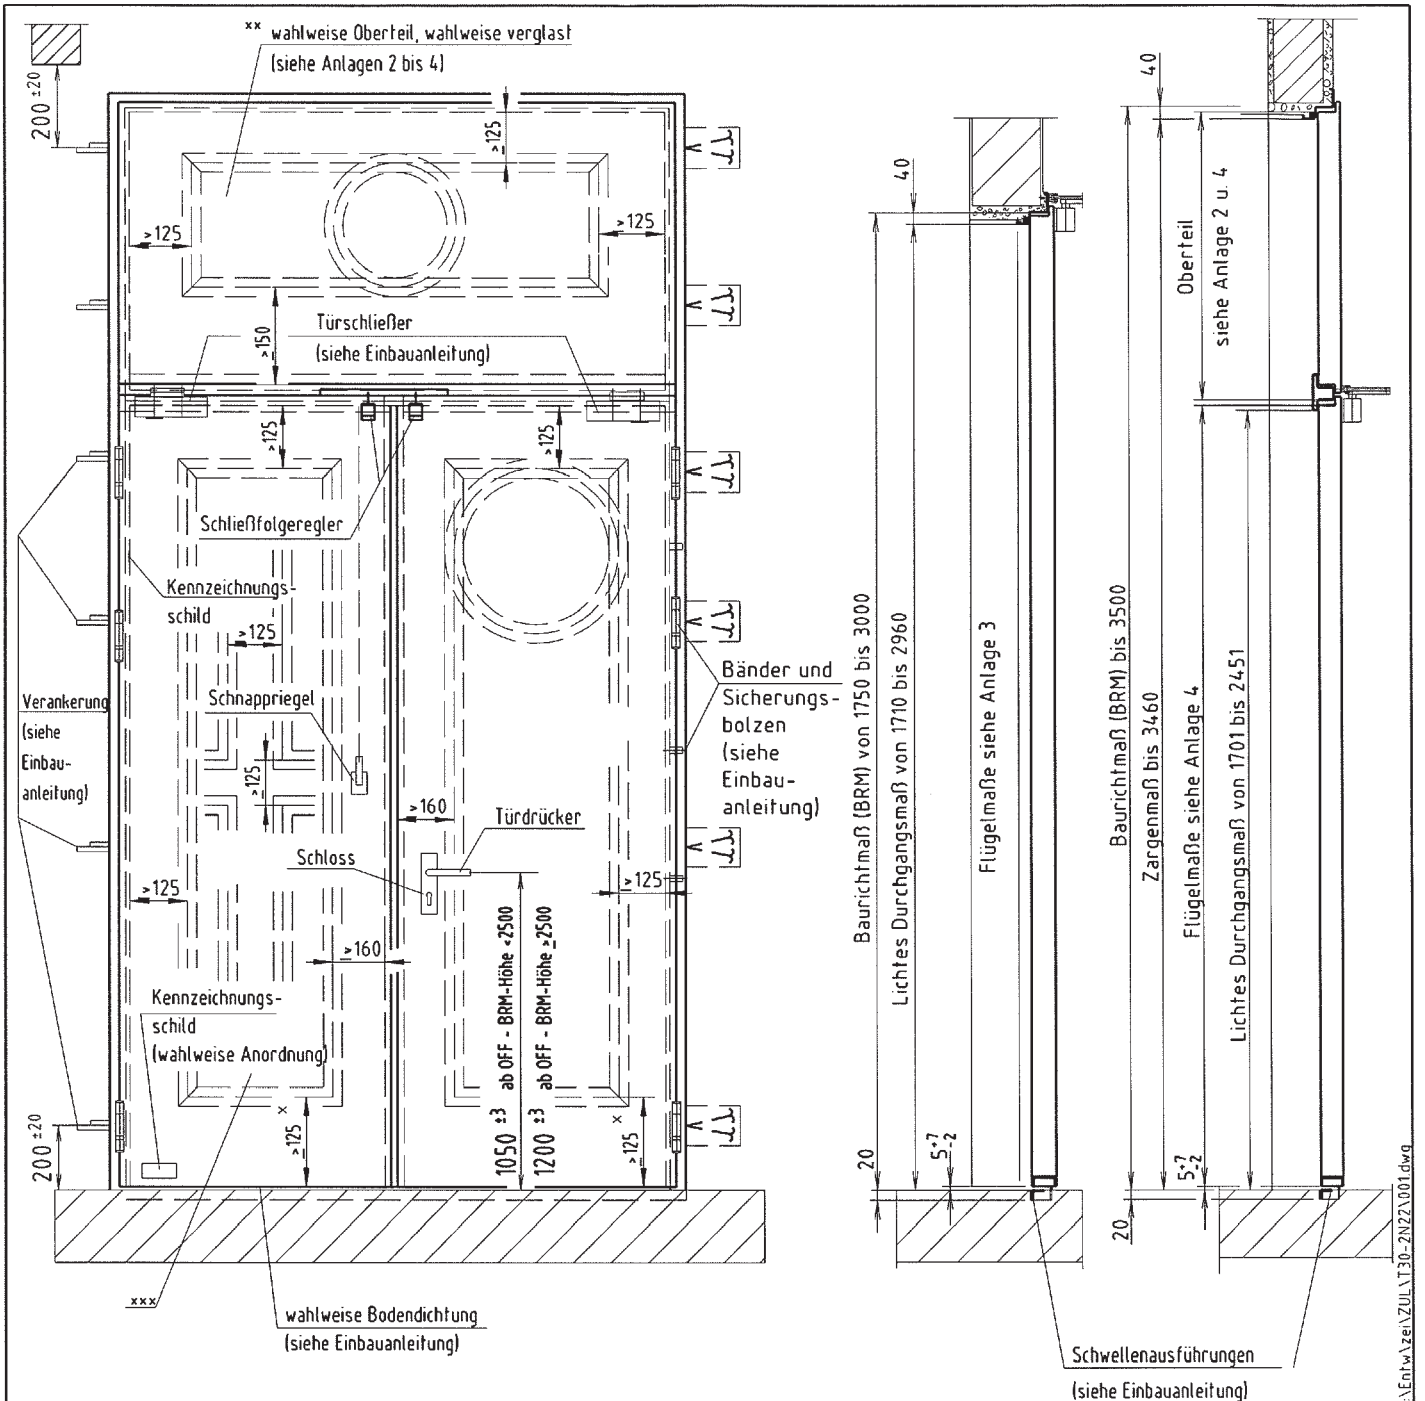 xx wahlweise Oberteil, wahlweise verglast
(siehe Anlagen 2 bis 4)
200 ±20
≥125
≥125
≥125
≥150
Türschließer
(siehe Einbauanleitung)
≥125
≥125
Schließfolgeregler
Kennzeichnungs-
schild
≥125
Schnappriegel
≥125
≥160
Türdrücker
Schloss
≥125
≥125
≥160
Verankerung
(siehe
Einbau-
anleitung)
Bänder und
Sicherungs-
bolzen
(siehe
Einbau-
anleitung)
Kennzeichnungs-
schild
(wahlweise Anordnung)
x
x
≥125
≥125
1050 ±3 ab OFF - BRM-Höhe <2500
1200 ±3 ab OFF - BRM-Höhe ≥2500
200 ±20
xxx
wahlweise Bodendichtung
(siehe Einbauanleitung)
40
Baurichtmaß (BRM) von 1750 bis 3000
Lichtes Durchgangsmaß von 1710 bis 2960
Flügelmaße siehe Anlage 3
20
5 +7 -2
40
Oberteil
siehe Anlage 2 u. 4
Baurichtmaß (BRM) bis 3500
Zargenmaß bis 3460
Flügelmaße siehe Anlage 4
Lichtes Durchgangsmaß von 1701 bis 2451
5 +7 -2
20
Schwellenausführungen
(siehe Einbauanleitung)
\Entw\zei\ZUL\T30-2N22\001.dwg